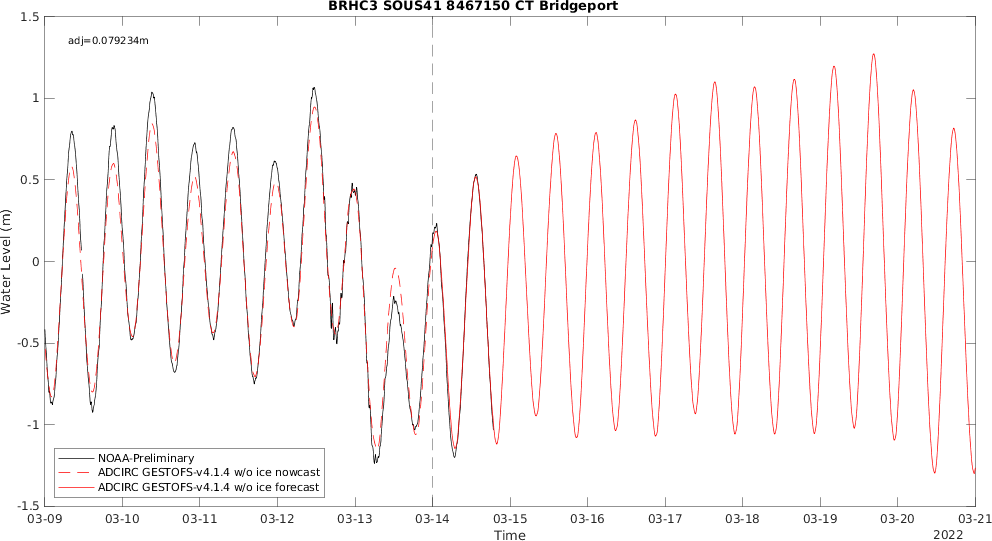 BRHC3 SOUS41 8467150 CT Bridgeport
adj=0.079234m
1.5
1
0.5
0
-0.5
-1
-1.5
Water Level (m)
NOAA-Preliminary
ADCIRC GESTOFS-v4.1.4 w/o ice nowcast
ADCIRC GESTOFS-v4.1.4 w/o ice forecast
03-09 03-10 03-11 03-12 03-13 03-14 03-15 03-16 03-17 03-18 03-19 03-20 03-21
Time
2022